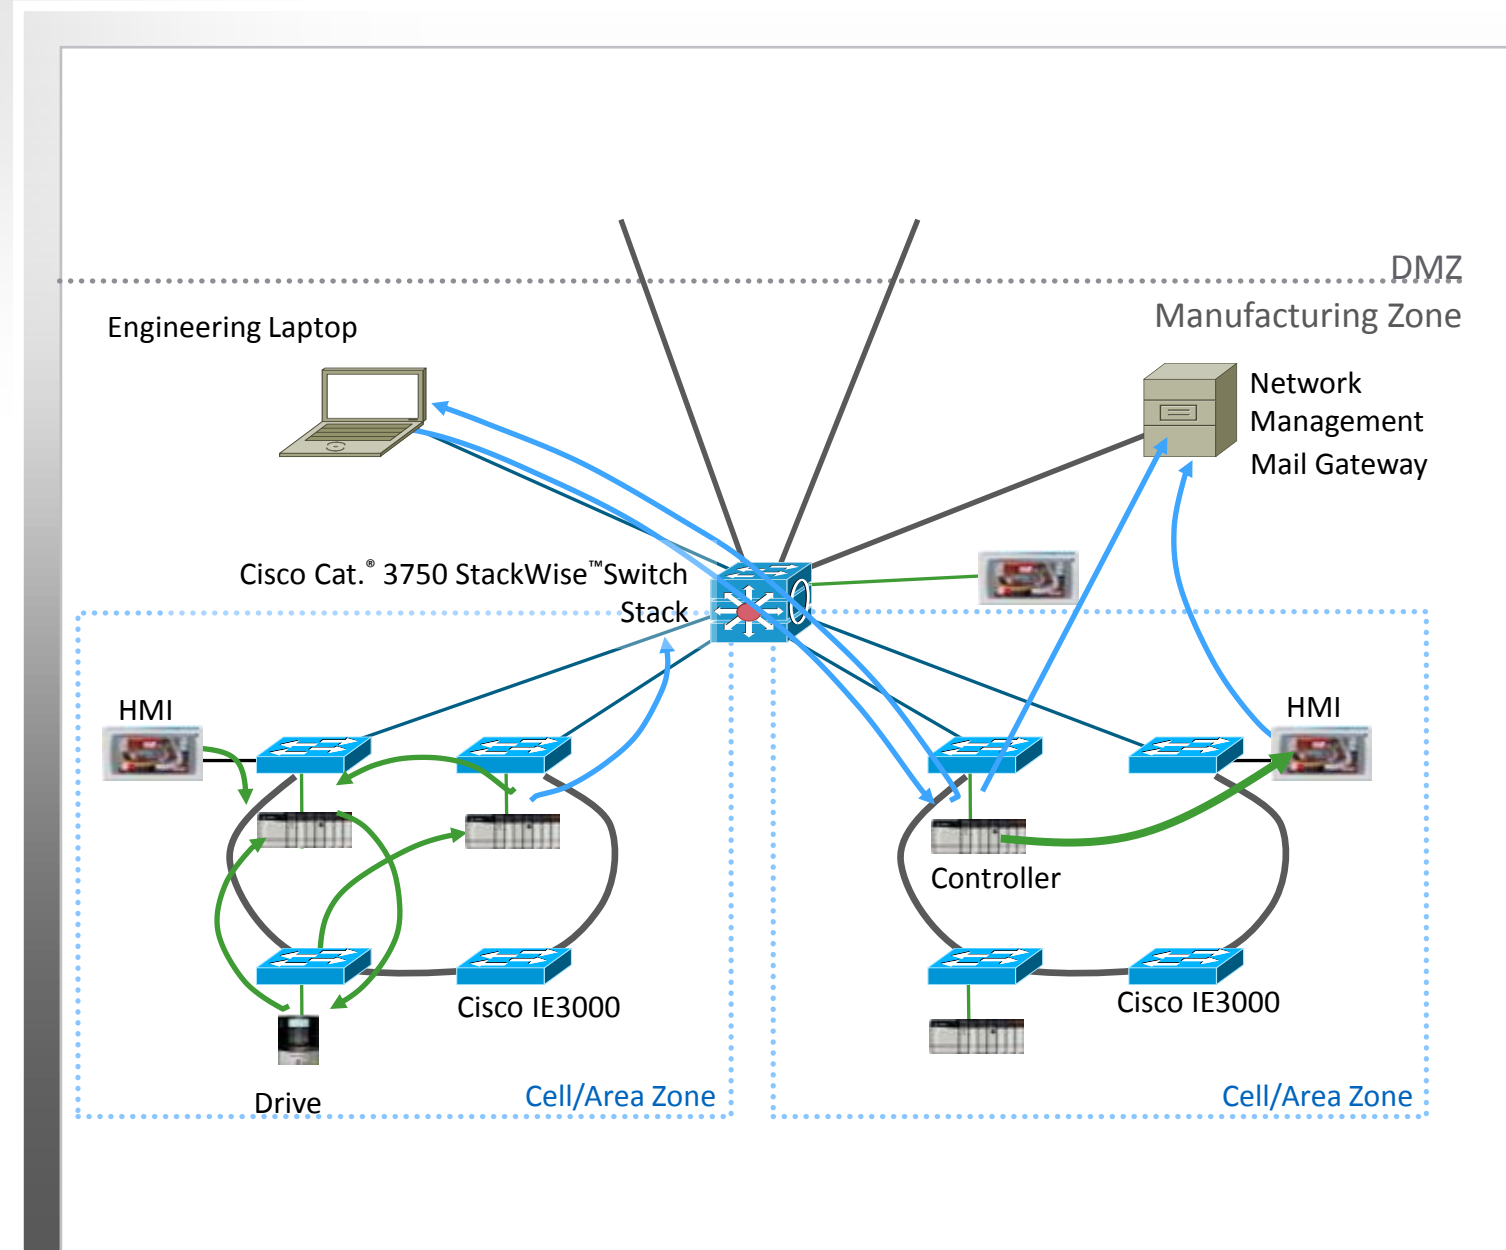 DMZ
Manufacturing Zone
Engineering Laptop
Network
Management
Mail Gateway
Cisco Cat.® 3750 StackWise™Switch
Stack
HMI
HMI
Controller
Cisco IE3000
Cisco IE3000
Drive
Cell/Area Zone
Cell/Area Zone